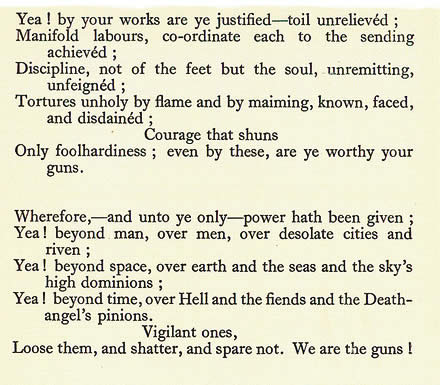 Yea ! by your works are ye justified—toil unrelievéd ;
Manifold labours, co-ordinate each to the sending
achievéd ;
Discipline, not of the feet but the soul, unremitting,
unfeignéd ;
Tortures unholy by flame and by maiming, known, faced,
and disdainéd ;
Courage that shuns
Only foolhardiness ; even by these, are ye worthy your
guns.
Wherefore,—and unto ye only—power hath been given ;
Yea ! beyond man, over men, over desolate cities and
riven ;
Yea ! beyond space, over earth and the seas and the sky's
high dominions ;
Yea ! beyond time, over Hell and the fiends and the Death-
angel's pinions.
Vigilant ones,
Loose them, and shatter, and spare not. We are the guns !